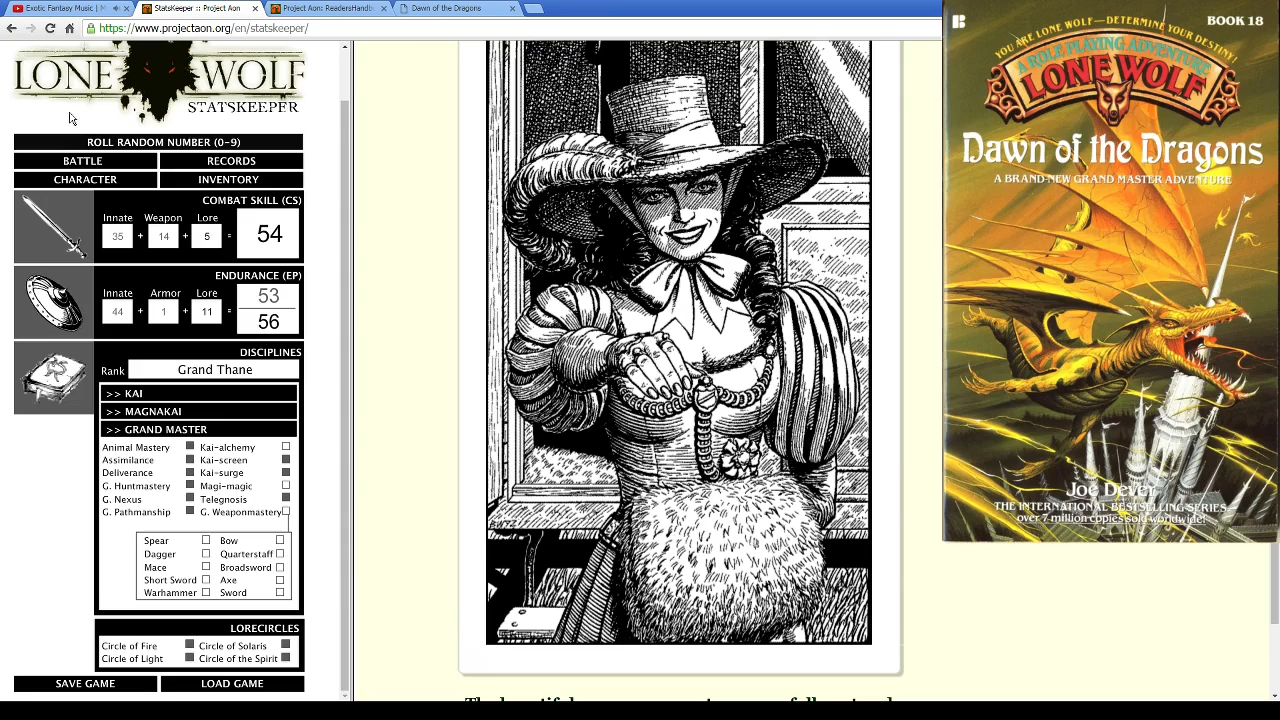 Exotic Fantasy Music | M
StatsKeeper :: Project Aon
Project Aon: ReadersHandb
Dawn of the Dragons
https://www.projectaon.org/en/statskeeper/
LONE WOLF
STATSKEEPER
ROLL RANDOM NUMBER (0-9)
BATTLE RECORDS
CHARACTER INVENTORY
COMBAT SKILL (CS)
Innate Weapon Lore
35 + 14 + 5 = 54
ENDURANCE (EP)
Innate Armor Lore
53
44 + 1 + 11 =
56
DISCIPLINES
Rank Grand Thane
>> KAI
>> MAGNAKAI
>> GRAND MASTER
Animal Mastery Kai-alchemy
Assimilance Kai-screen
Deliverance Kai-surge
G. Huntmastery Magi-magic
G. Nexus Telegnosis
G. Pathmanship G. Weaponmastery
Spear Bow
Dagger Quarterstaff
Mace Broadsword
Short Sword Axe
Warhammer Sword
LORECIRCLES
Circle of Fire Circle of Solaris
Circle of Light Circle of the Spirit
SAVE GAME LOAD GAME
B
BOOK 18
YOU ARE LONE WOLF—DETERMINE YOUR DESTINY!
A ROLE PLAYING ADVENTURE
LONE WOLF
Dawn of the Dragons
A BRAND-NEW GRAND MASTER ADVENTURE
Joe Dever
THE INTERNATIONAL BESTSELLING SERIES—
over 7 million copies sold worldwide!